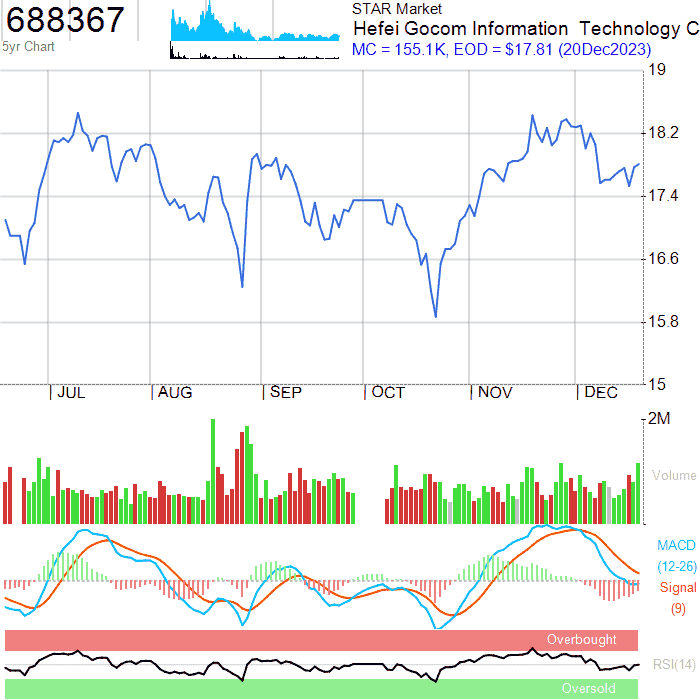 688367
5yr Chart
STAR Market
Hefei Gocom Information  Technology C
MC = 155.1K, EOD = $17.81 (20Dec2023)
19
18.2
17.4
16.6
15.8
15
JUL
AUG
SEP
OCT
NOV
DEC
2M
Volume
MACD
(12-26)
Signal
(9)
Overbought
RSI(14)
Oversold